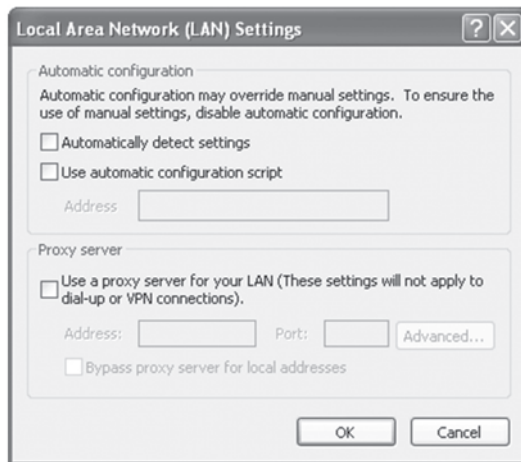 Local Area Network (LAN) Settings
Automatic configuration
Automatic configuration may override manual settings. To ensure the
use of manual settings, disable automatic configuration.
Automatically detect settings
Use automatic configuration script
Address
Proxy server
Use a proxy server for your LAN (These settings will not apply to
dial-up or VPN connections).
Address: Port: Advanced...
Bypass proxy server for local addresses
OK Cancel